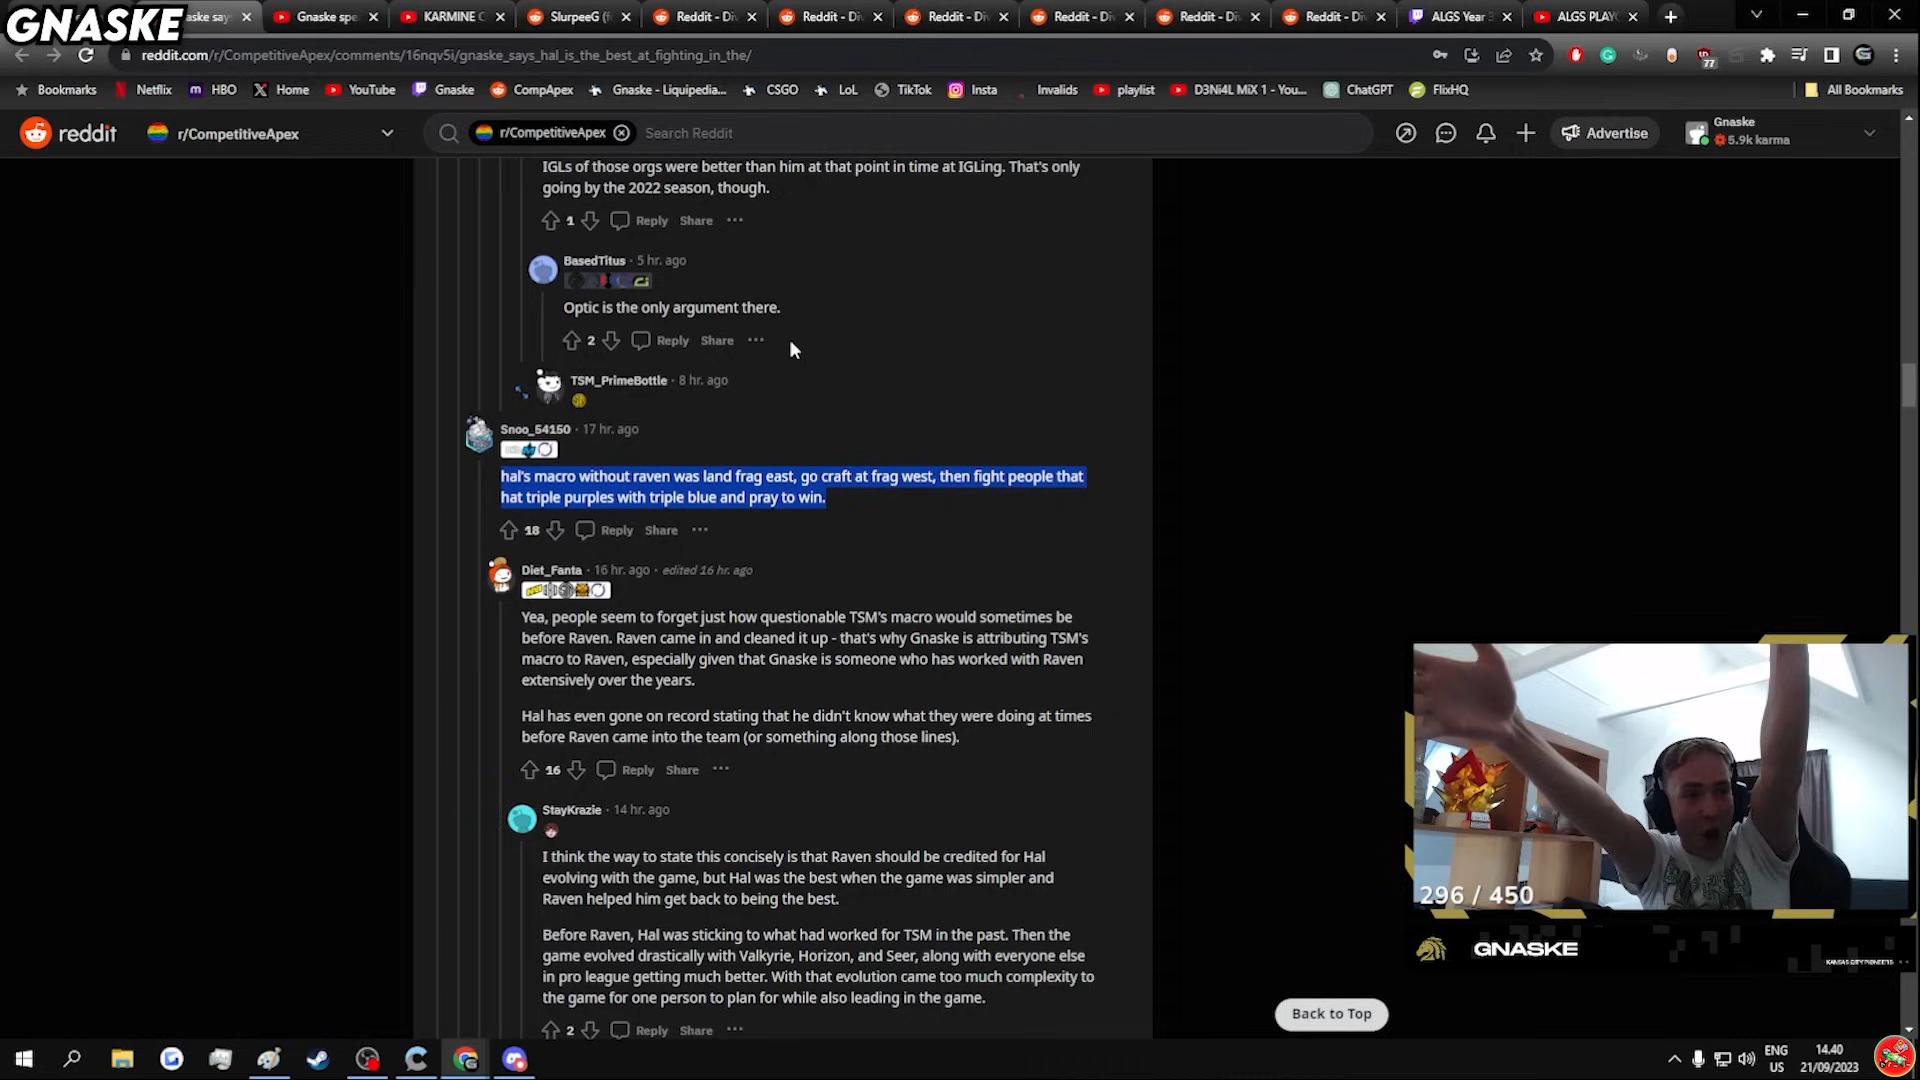 GNASKE
aske says
Gnaske spe
KARMINE C
SlurpeeG (f
Reddit - Div
Reddit - Div
Reddit - Div
Reddit - Div
Reddit - Div
Reddit - Div
ALGS Year 3
ALGS PLAYO
reddit.com/r/CompetitiveApex/comments/16nqv5i/gnaske_says_hal_is_the_best_at_fighting_in_the/
77
Bookmarks
Netflix
HBO
Home
YouTube
Gnaske
CompApex
Gnaske - Liquipedia...
CSGO
LoL
TikTok
Insta
Invalids
playlist
D3Ni4L MiX 1 - You...
ChatGPT
FlixHQ
All Bookmarks
reddit
r/CompetitiveApex
r/CompetitiveApex
Search Reddit
Advertise
Gnaske
5.9k karma
IGLs of those orgs were better than him at that point in time at IGLing. That's only
going by the 2022 season, though.
1 Reply Share
BasedTitus · 5 hr. ago
Optic is the only argument there.
2 Reply Share
TSM_PrimeBottle · 8 hr. ago
Snoo_54150 · 17 hr. ago
hal's macro without raven was land frag east, go craft at frag west, then fight people that
hat triple purples with triple blue and pray to win.
18 Reply Share
Diet_Fanta · 16 hr. ago · edited 16 hr. ago
Yea, people seem to forget just how questionable TSM's macro would sometimes be
before Raven. Raven came in and cleaned it up - that's why Gnaske is attributing TSM's
macro to Raven, especially given that Gnaske is someone who has worked with Raven
extensively over the years.
Hal has even gone on record stating that he didn't know what they were doing at times
before Raven came into the team (or something along those lines).
16 Reply Share
StayKrazie · 14 hr. ago
I think the way to state this concisely is that Raven should be credited for Hal
evolving with the game, but Hal was the best when the game was simpler and
Raven helped him get back to being the best.
Before Raven, Hal was sticking to what had worked for TSM in the past. Then the
game evolved drastically with Valkyrie, Horizon, and Seer, along with everyone else
in pro league getting much better. With that evolution came too much complexity to
the game for one person to plan for while also leading in the game.
2 Reply Share
296 / 450
GNASKE
KANSAS CITY PIONEERS
Back to Top
ENG
US
14.40
21/09/2023